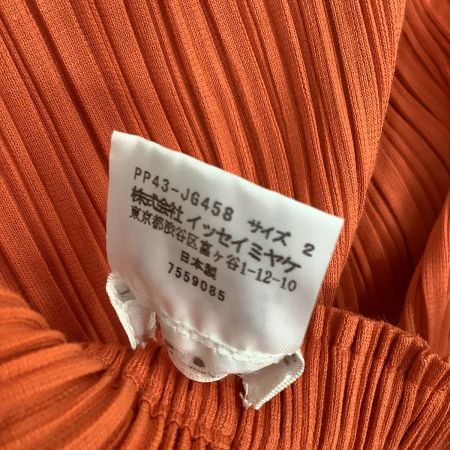 PP43-JG458 サイズ 2
株式会社 イッセイ ミヤケ
東京都渋谷区富ヶ谷1-12-10
日本製
7559085